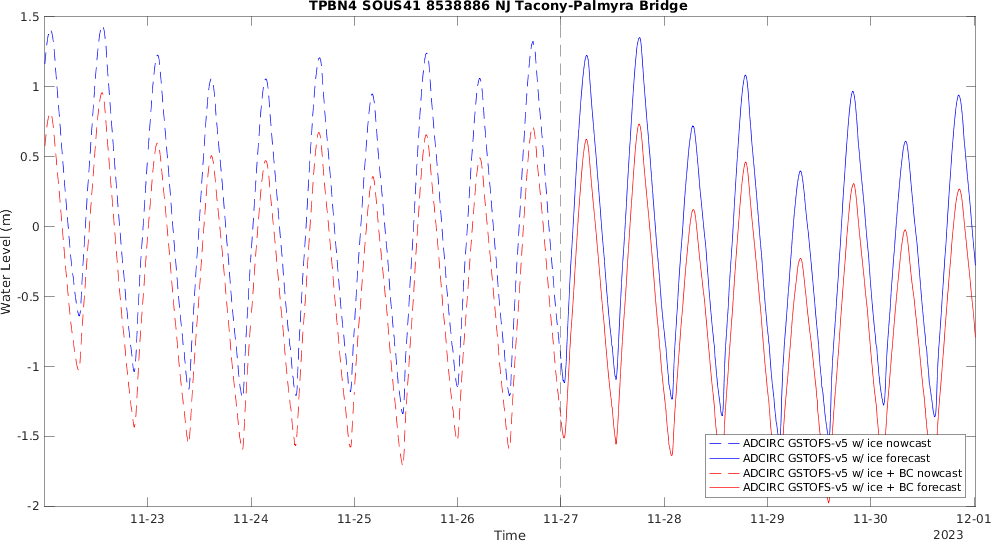 TPBN4 SOUS41 8538886 NJ Tacony-Palmyra Bridge
1.5
1
0.5
0
-0.5
-1
-1.5
-2
Water Level (m)
ADCIRC GSTOFS-v5 w/ ice nowcast
ADCIRC GSTOFS-v5 w/ ice forecast
ADCIRC GSTOFS-v5 w/ ice + BC nowcast
ADCIRC GSTOFS-v5 w/ ice + BC forecast
11-23 11-24 11-25 11-26 11-27 11-28 11-29 11-30 12-01
Time
2023